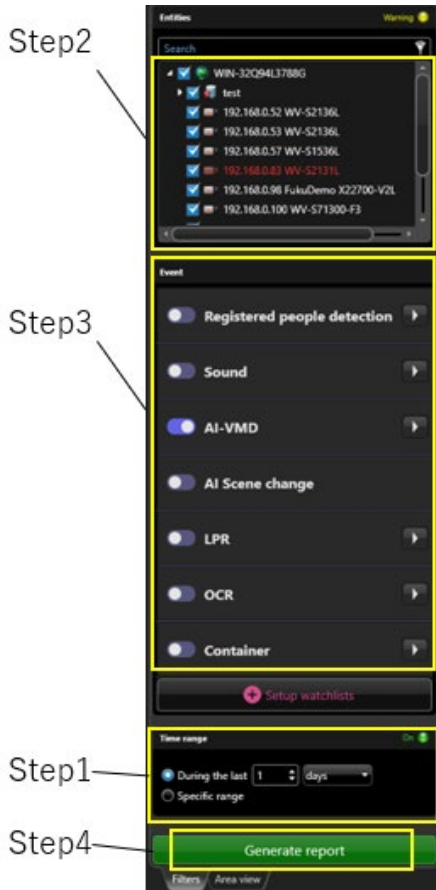 Entities Warning
Step2
Search
WIN-32Q94L3788G
test
192.168.0.52 WV-S2136L
192.168.0.53 WV-S2136L
192.168.0.57 WV-S1536L
192.168.0.83 WV-S2131L
192.168.0.98 FukuDemo X22700-V2L
192.168.0.100 WV-S71300-F3
Event
Step3
Registered people detection
Sound
AI-VMD
AI Scene change
LPR
OCR
Container
Setup watchlists
Time range On
Step1
During the last 1 days
Specific range
Step4
Generate report
Filters Area view